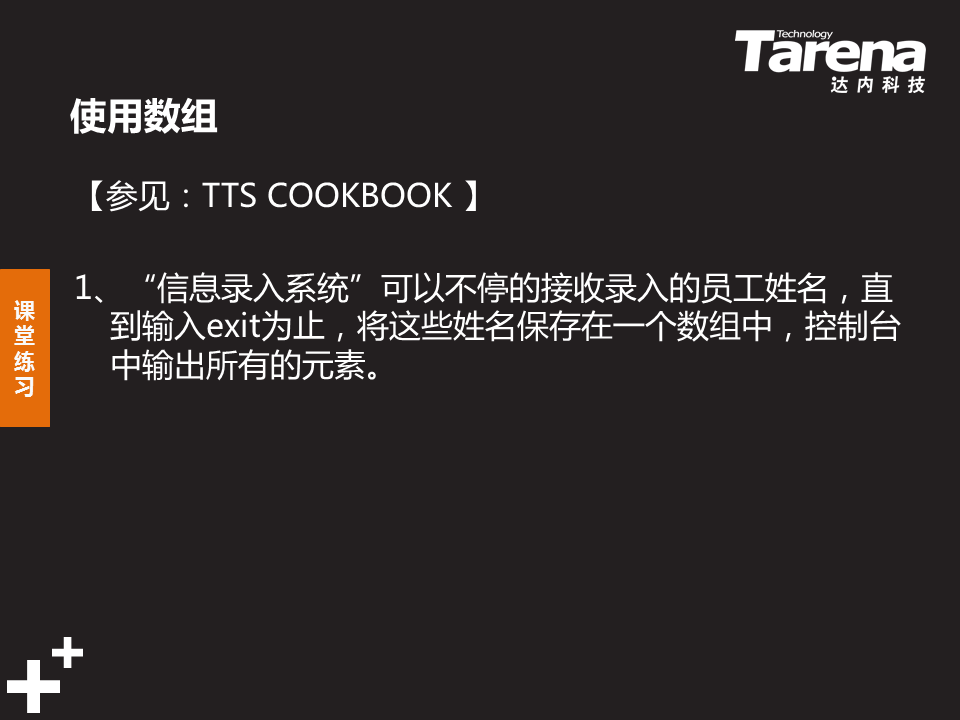 Technology
Tarena
达内科技
使用数组
【参见：TTS COOKBOOK 】
1、“信息录入系统”可以不停的接收录入的员工姓名，直
到输入exit为止，将这些姓名保存在一个数组中，控制台
中输出所有的元素。
课
堂
练
习